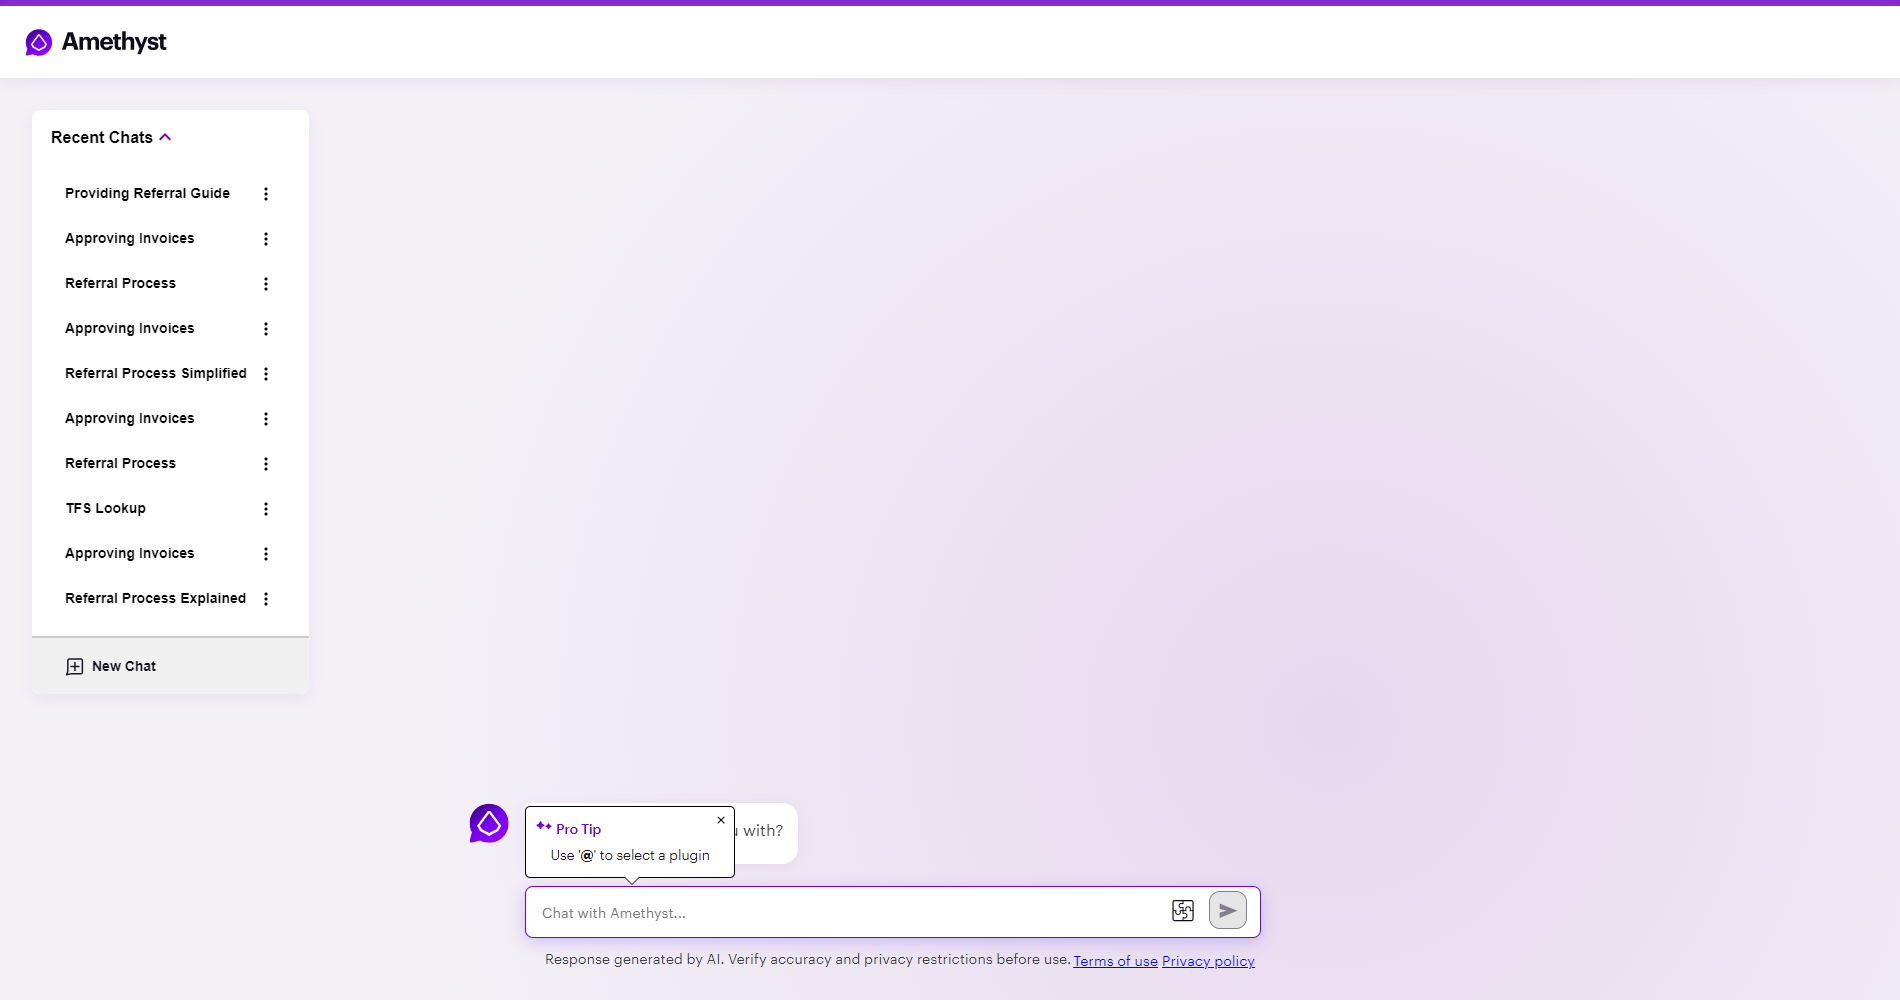 Amethyst
Recent Chats
Providing Referral Guide
Approving Invoices
Referral Process
Approving Invoices
Referral Process Simplified
Approving Invoices
Referral Process
TFS Lookup
Approving Invoices
Referral Process Explained
New Chat
with?
Pro Tip
Use '@' to select a plugin
Chat with Amethyst...
Response generated by AI. Verify accuracy and privacy restrictions before use. Terms of use Privacy policy